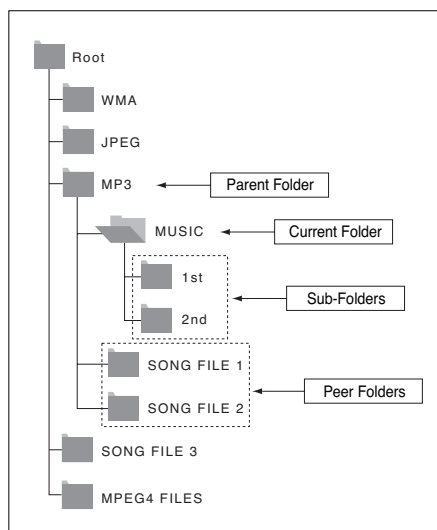 Root
WMA
JPEG
MP3
Parent Folder
MUSIC
Current Folder
1st
Sub-Folders
2nd
SONG FILE 1
Peer Folders
SONG FILE 2
SONG FILE 3
MPEG4 FILES